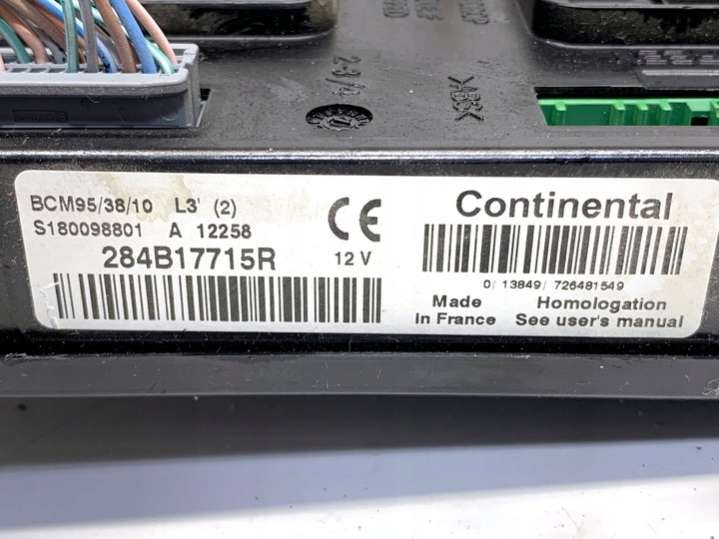 >ABS<
BCM95/38/10 L3' (2)
S180098801 A 12258
284B17715R
CE
12 V
Continental
0/ 13849/ 726481549
Made
in France
Homologation
See user's manual